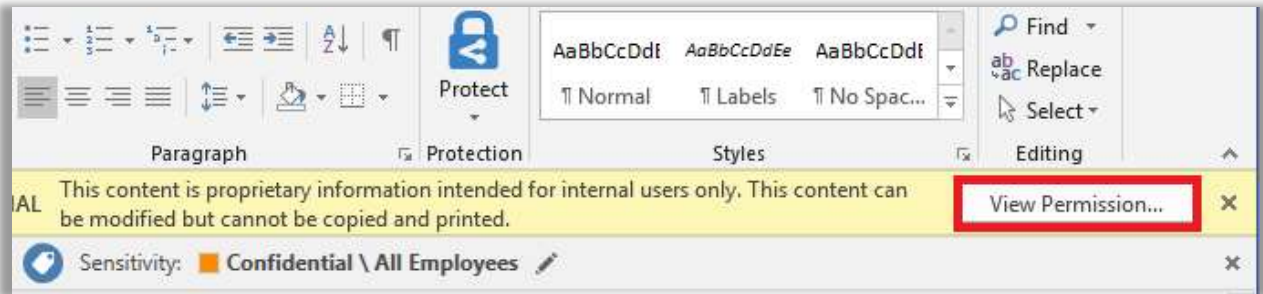 Find
AaBbCcDdE AaBbCcDdEe AaBbCcDdE
Replace
Protect
¶ Normal ¶ Labels ¶ No Spac...
Select
Paragraph Protection Styles Editing
This content is proprietary information intended for internal users only. This content can
IAL View Permission...
be modified but cannot be copied and printed.
Sensitivity: Confidential \ All Employees